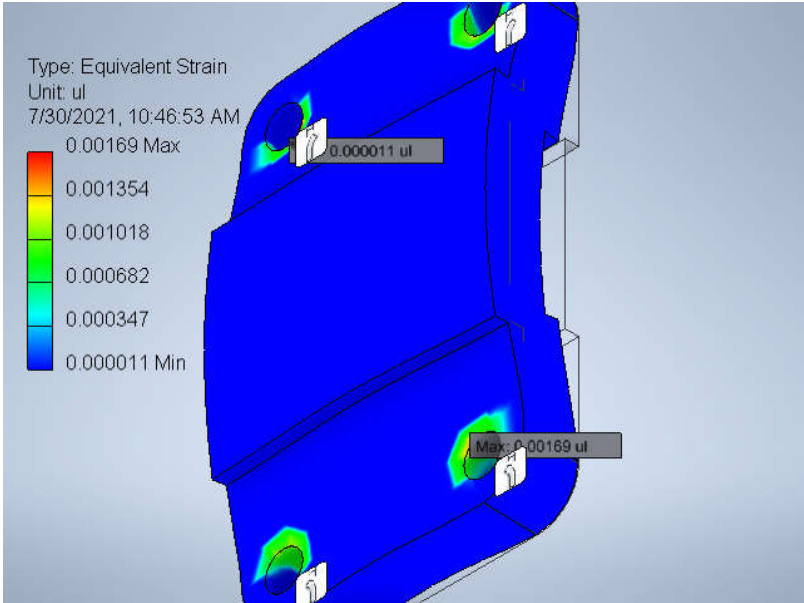 Type: Equivalent Strain
Unit: ul
7/30/2021, 10:46:53 AM
0.00169 Max
0.001354
0.001018
0.000682
0.000347
0.000011 Min
0.000011 ul
Max: 0.00169 ul